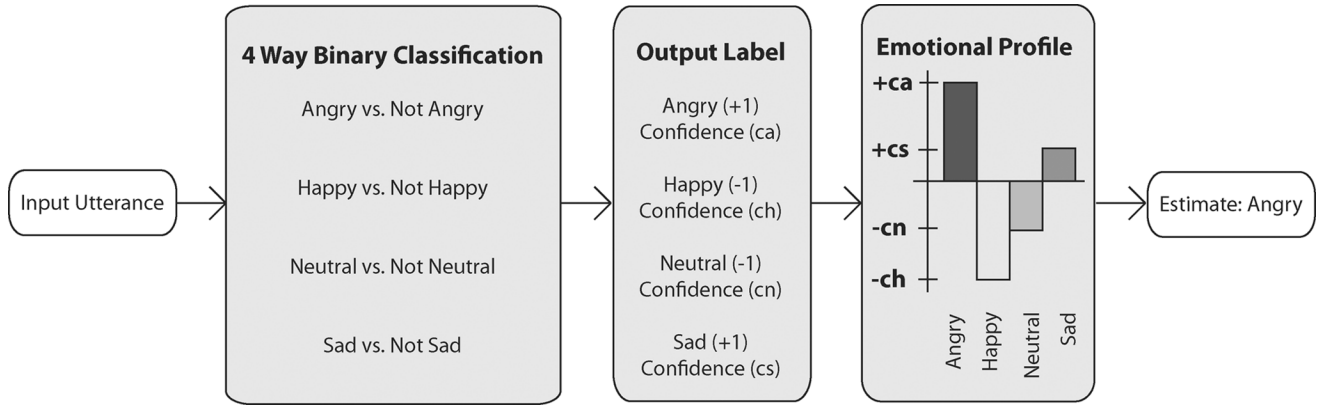 Input Utterance
4 Way Binary Classification
Angry vs. Not Angry
Happy vs. Not Happy
Neutral vs. Not Neutral
Sad vs. Not Sad
Output Label
Angry (+1)
Confidence (ca)
Happy (-1)
Confidence (ch)
Neutral (-1)
Confidence (cn)
Sad (+1)
Confidence (cs)
Emotional Profile
+ca
+cs
-cn
-ch
Angry
Happy
Neutral
Sad
Estimate: Angry